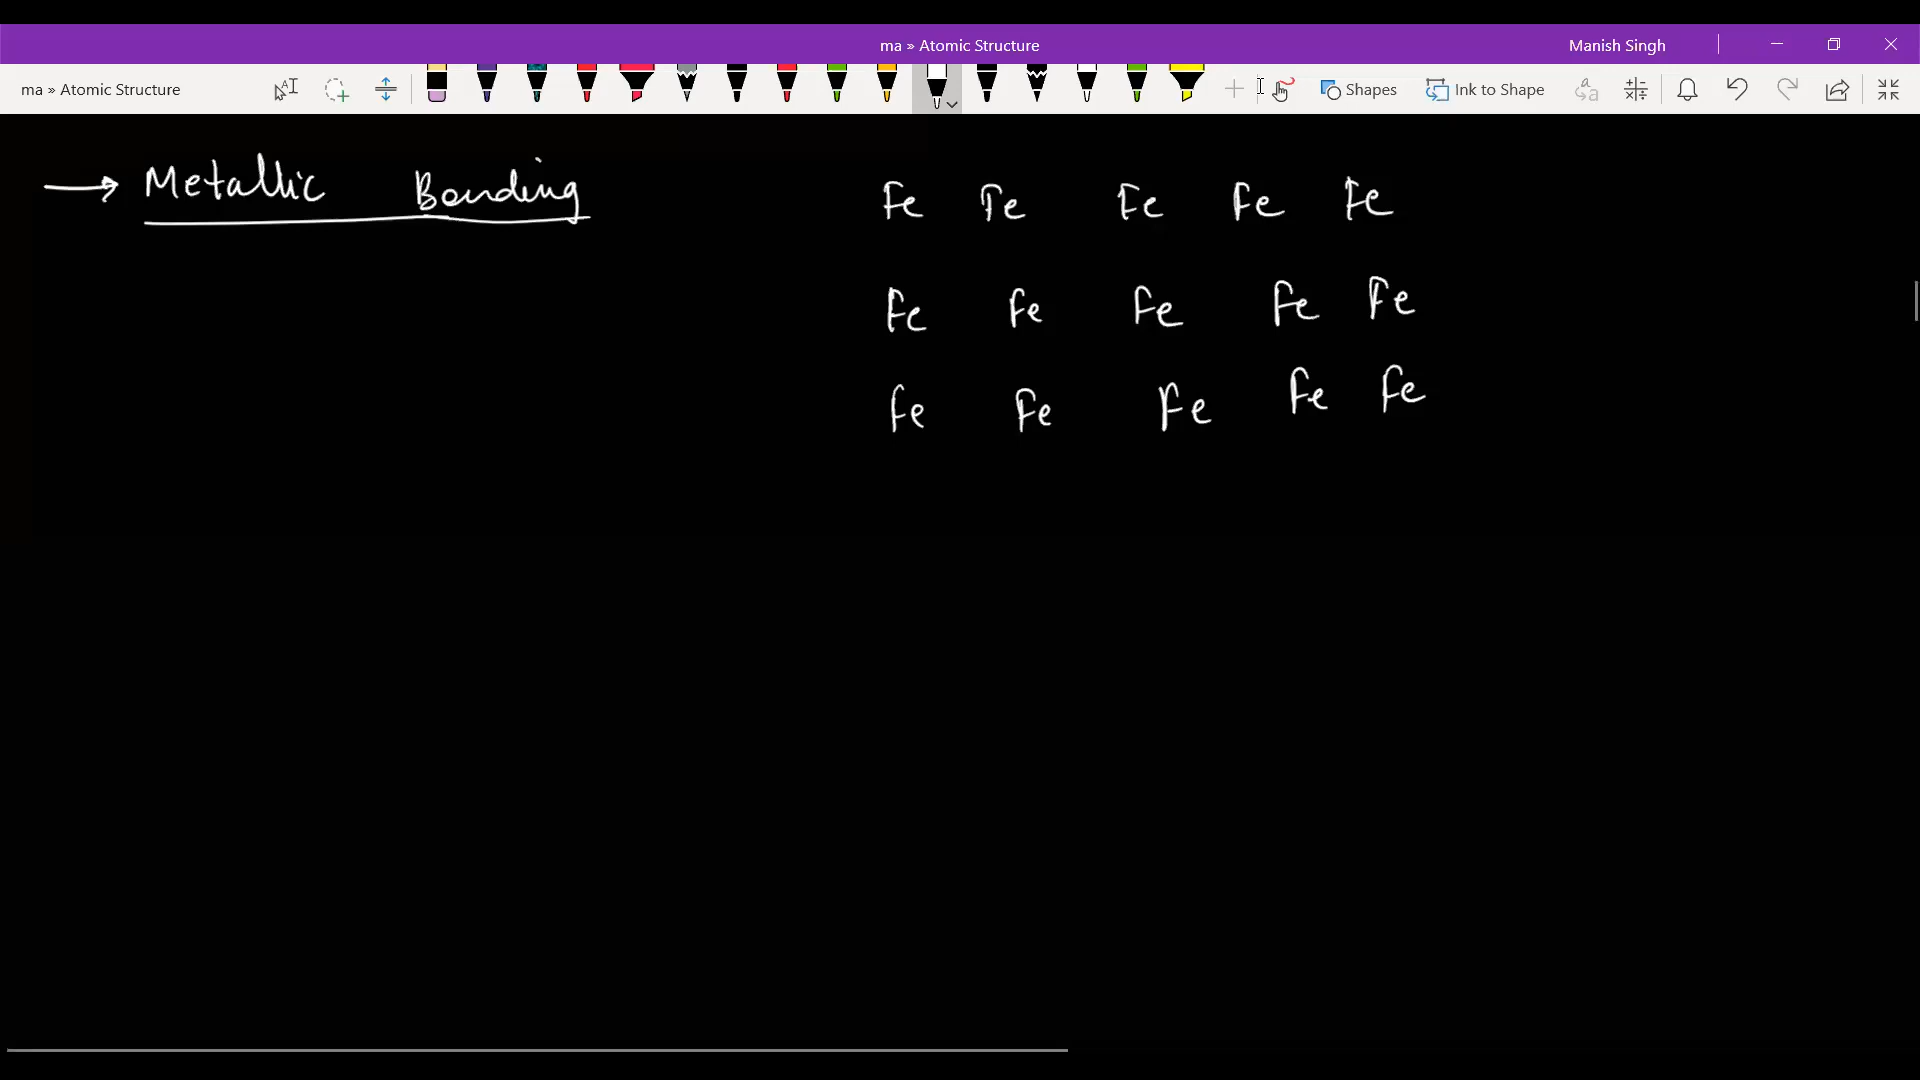 ma » Atomic Structure
Manish Singh
ma » Atomic Structure
Shapes
Ink to Shape
→ Metallic Bonding
Fe Fe Fe Fe Fe
Fe Fe Fe Fe Fe
Fe Fe Fe Fe Fe